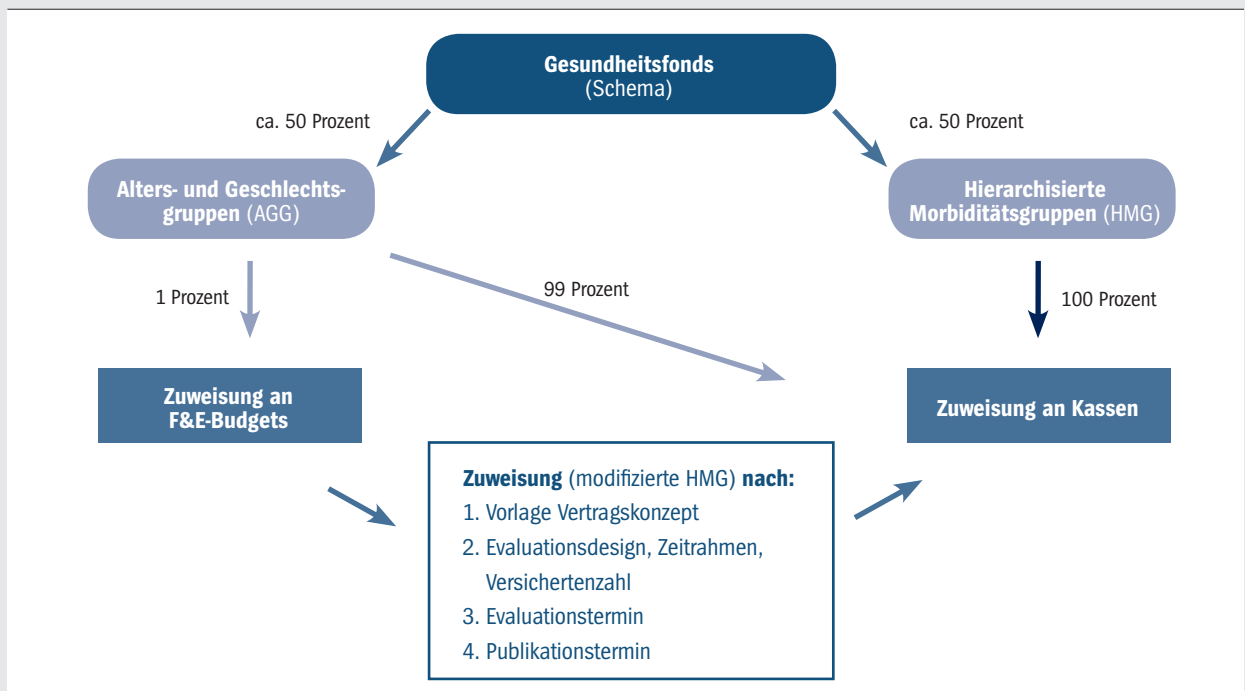 Gesundheitsfonds
(Schema)
ca. 50 Prozent
ca. 50 Prozent
Alters- und Geschlechts-
gruppen (AGG)
Hierarchisierte
Morbiditätsgruppen (HMG)
1 Prozent
99 Prozent
100 Prozent
Zuweisung an
F&E-Budgets
Zuweisung an Kassen
Zuweisung (modifizierte HMG) nach:
1. Vorlage Vertragskonzept
2. Evaluationsdesign, Zeitrahmen,
Versichertenzahl
3. Evaluationstermin
4. Publikationstermin